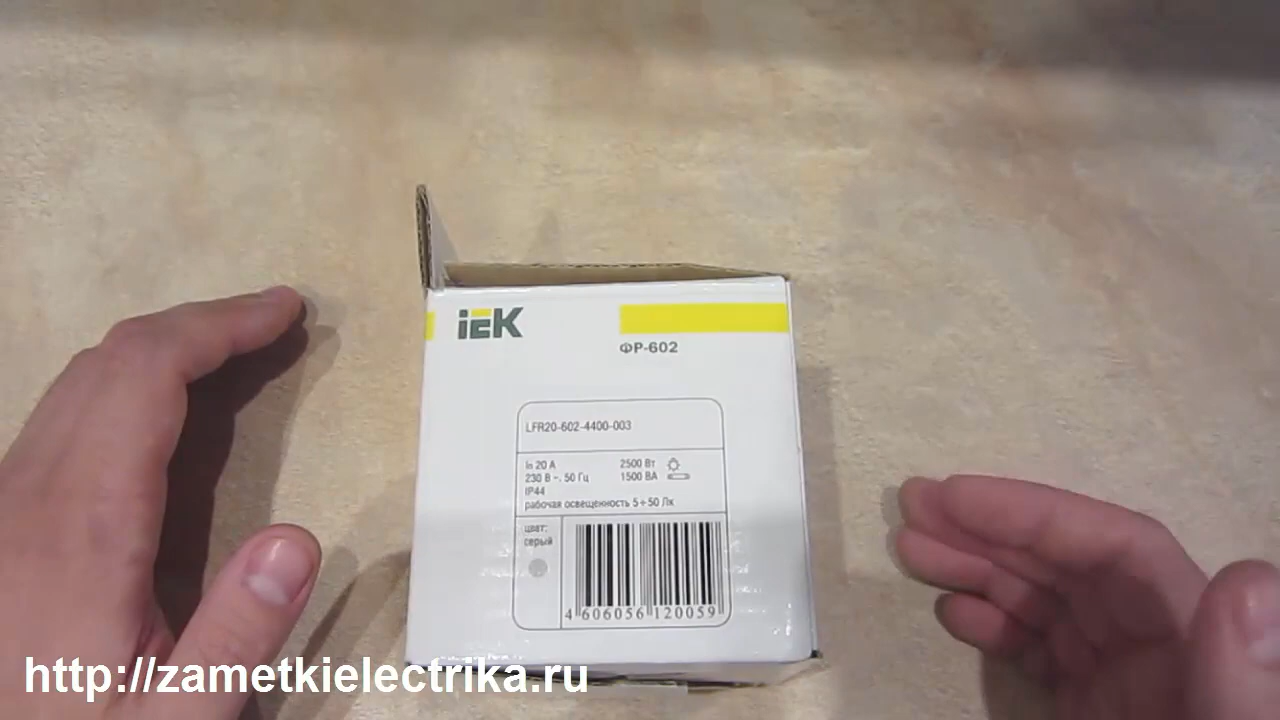 iEK
ФР-602
LFR20-602-4400-003
In 20 А 2500 Вт
230 В ~, 50 Гц 1500 ВА
IP44
рабочая освещенность 5÷50 Лк
цвет:
серый
4 606056 120059
http://zametkielectrika.ru